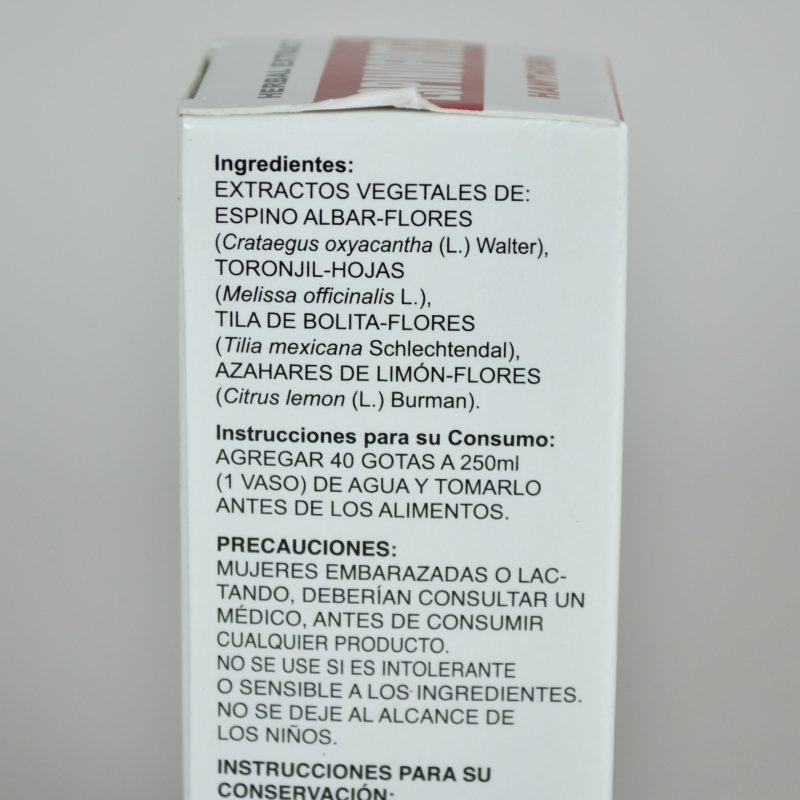 HERBAL EXTRACT
HAWTHORN
Ingredientes:
EXTRACTOS VEGETALES DE:
ESPINO ALBAR-FLORES
(Crataegus oxyacantha (L.) Walter),
TORONJIL-HOJAS
(Melissa officinalis L.),
TILA DE BOLITA-FLORES
(Tilia mexicana Schlechtendal),
AZAHARES DE LIMÓN-FLORES
(Citrus lemon (L.) Burman).
Instrucciones para su Consumo:
AGREGAR 40 GOTAS A 250ml
(1 VASO) DE AGUA Y TOMARLO
ANTES DE LOS ALIMENTOS.
PRECAUCIONES:
MUJERES EMBARAZADAS O LAC-
TANDO, DEBERÍAN CONSULTAR UN
MÉDICO, ANTES DE CONSUMIR
CUALQUIER PRODUCTO.
NO SE USE SI ES INTOLERANTE
O SENSIBLE A LOS INGREDIENTES.
NO SE DEJE AL ALCANCE DE
LOS NIÑOS.
INSTRUCCIONES PARA SU
CONSERVACIÓN: